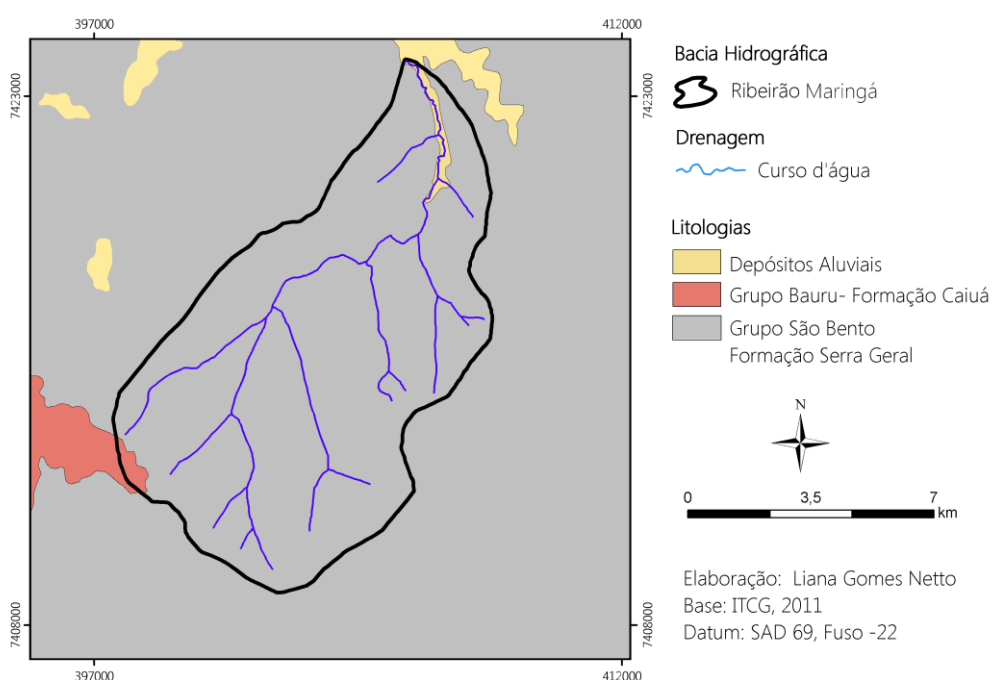 397000
412000
7423000
7423000
7408000
7408000
397000
412000
Bacia Hidrográfica
Ribeirão Maringá
Drenagem
Curso d'água
Litologias
Depósitos Aluviais
Grupo Bauru- Formação Caiuá
Grupo São Bento
Formação Serra Geral
N
0 3,5 7
km
Elaboração: Liana Gomes Netto
Base: ITCG, 2011
Datum: SAD 69, Fuso -22